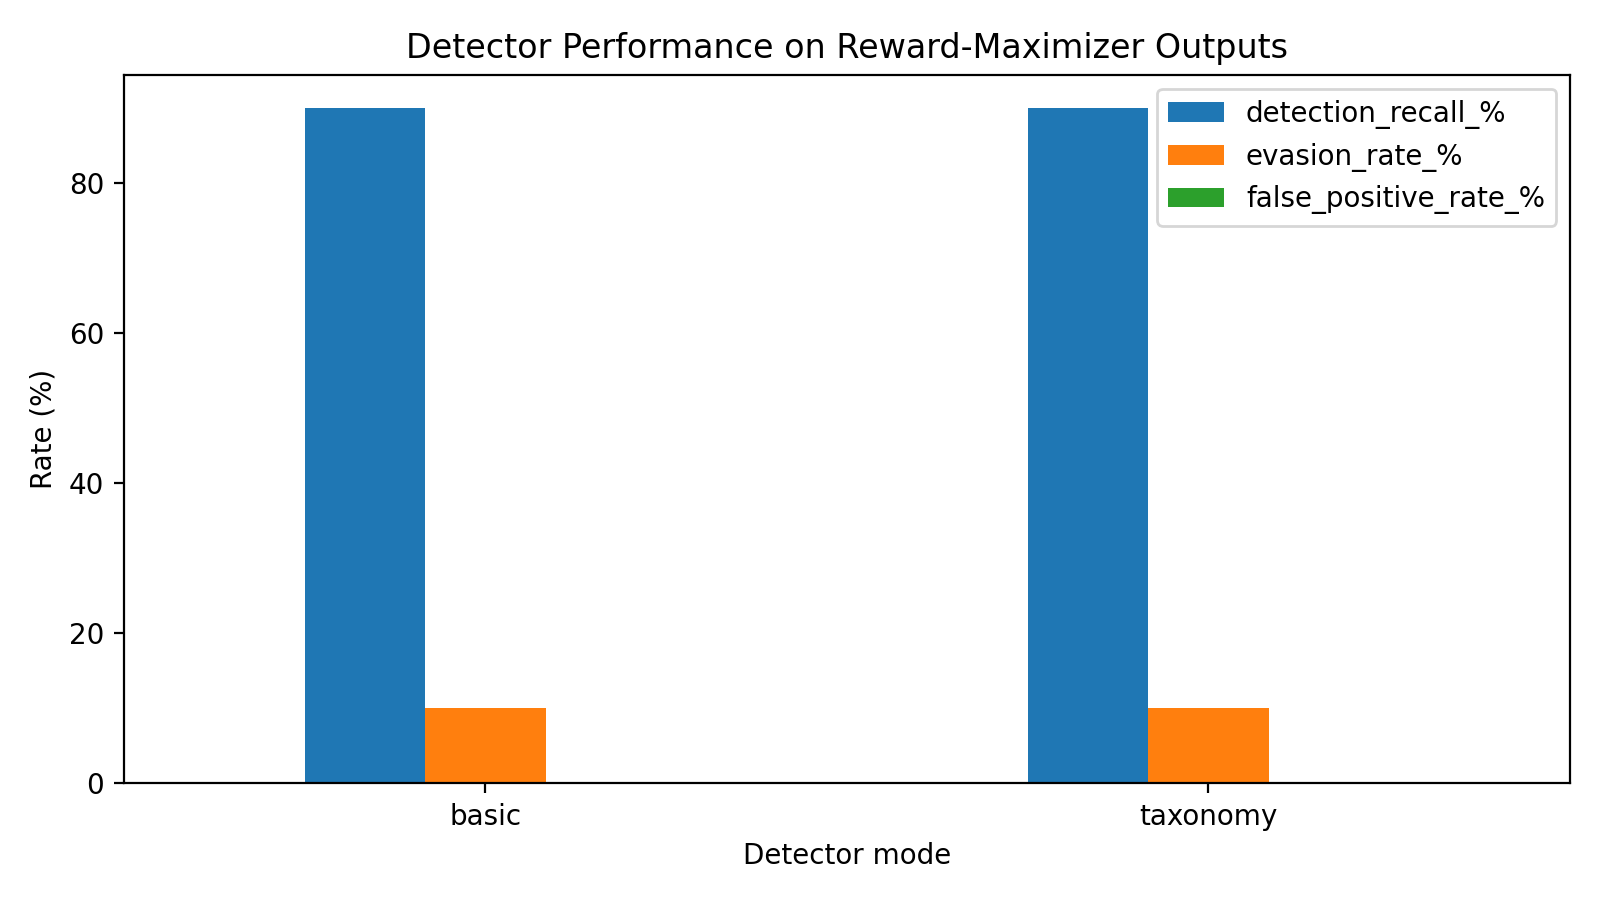 Detector Performance on Reward-Maximizer Outputs
detection_recall_%
evasion_rate_%
false_positive_rate_%
Rate (%)
80
60
40
20
0
basic
taxonomy
Detector mode